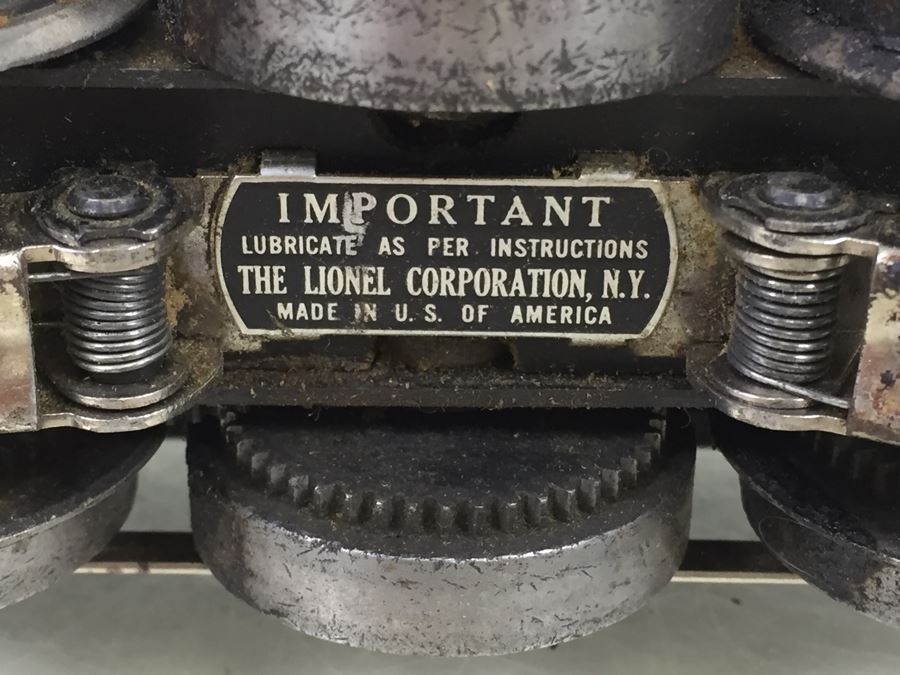 IMPORTANT
LUBRICATE AS PER INSTRUCTIONS
THE LIONEL CORPORATION, N.Y.
MADE IN U.S. OF AMERICA